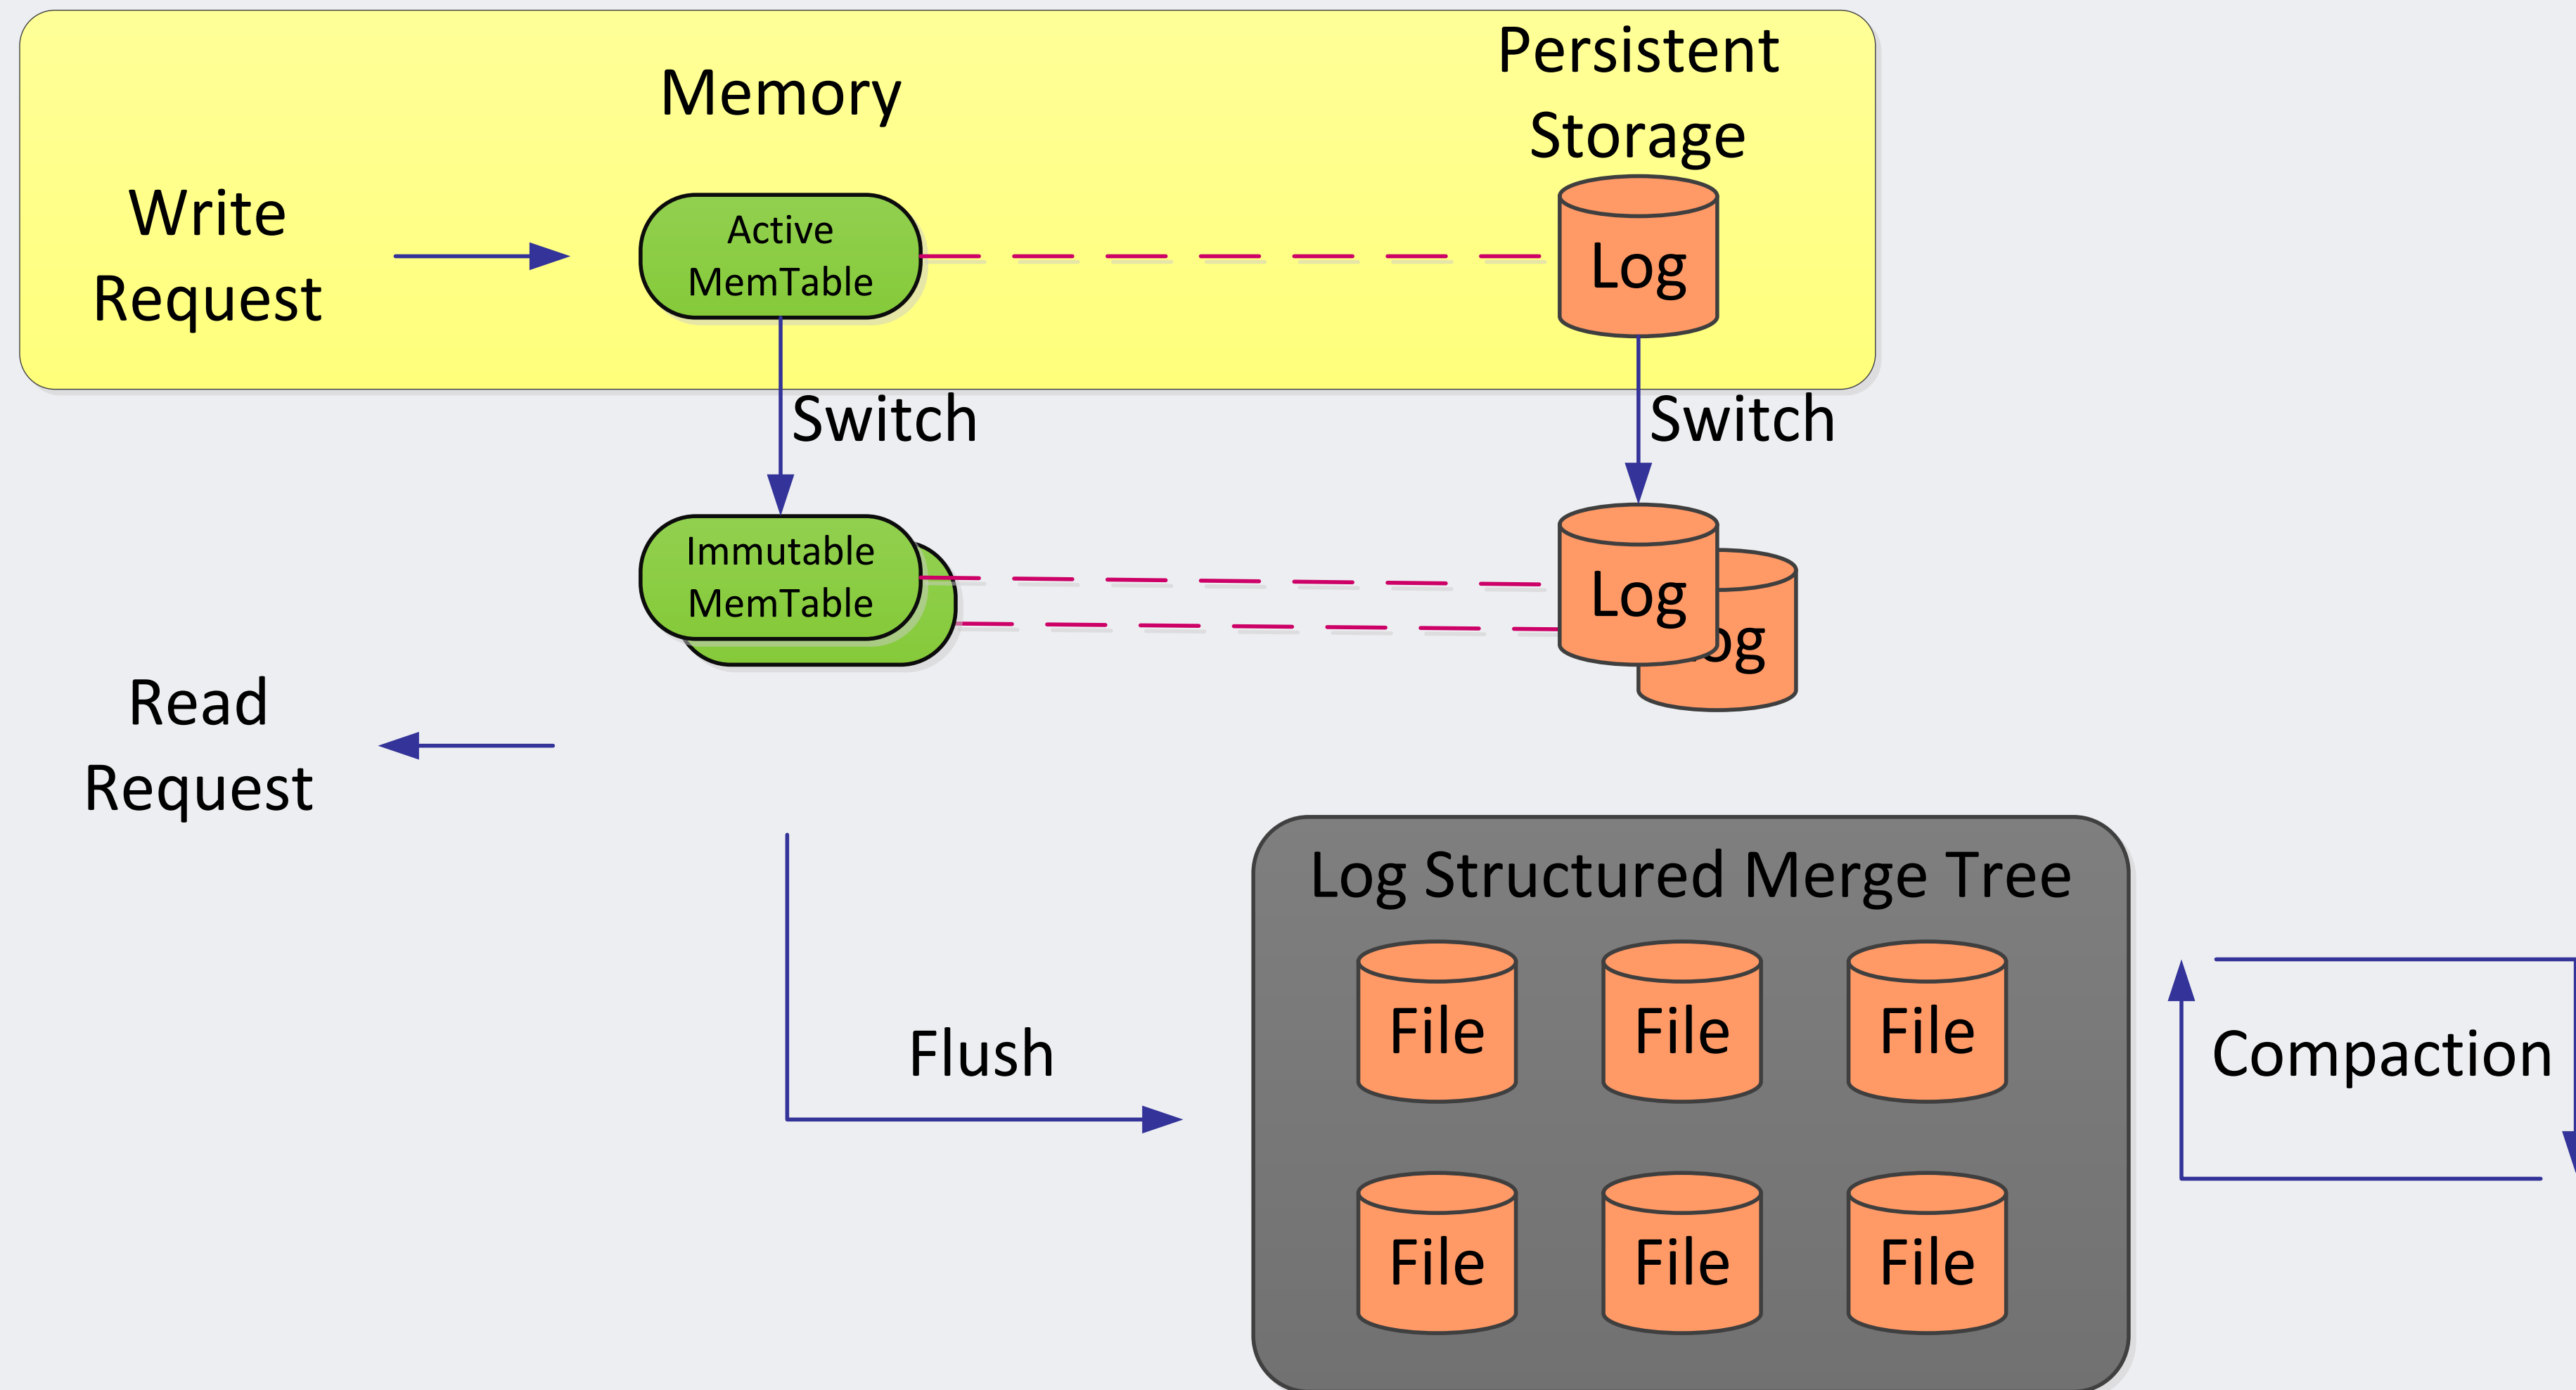 Memory
Persistent
Storage
Write
Request
Active
MemTable
Log
Switch
Switch
Immutable
MemTable
Log
Read
Request
Log Structured Merge Tree
File
File
File
Flush
Compaction
File
File
File